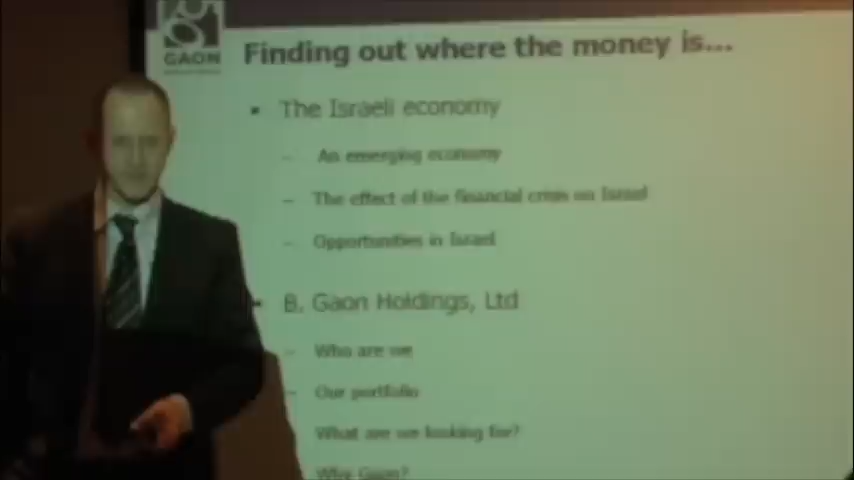 GAON
Finding out where the money is...
• The Israeli economy
– An emerging economy
– The effect of the financial crisis on Israel
– Opportunities in Israel
• B. Gaon Holdings, Ltd
– Who are we
– Our portfolio
What are we looking for?
Why Gaon?